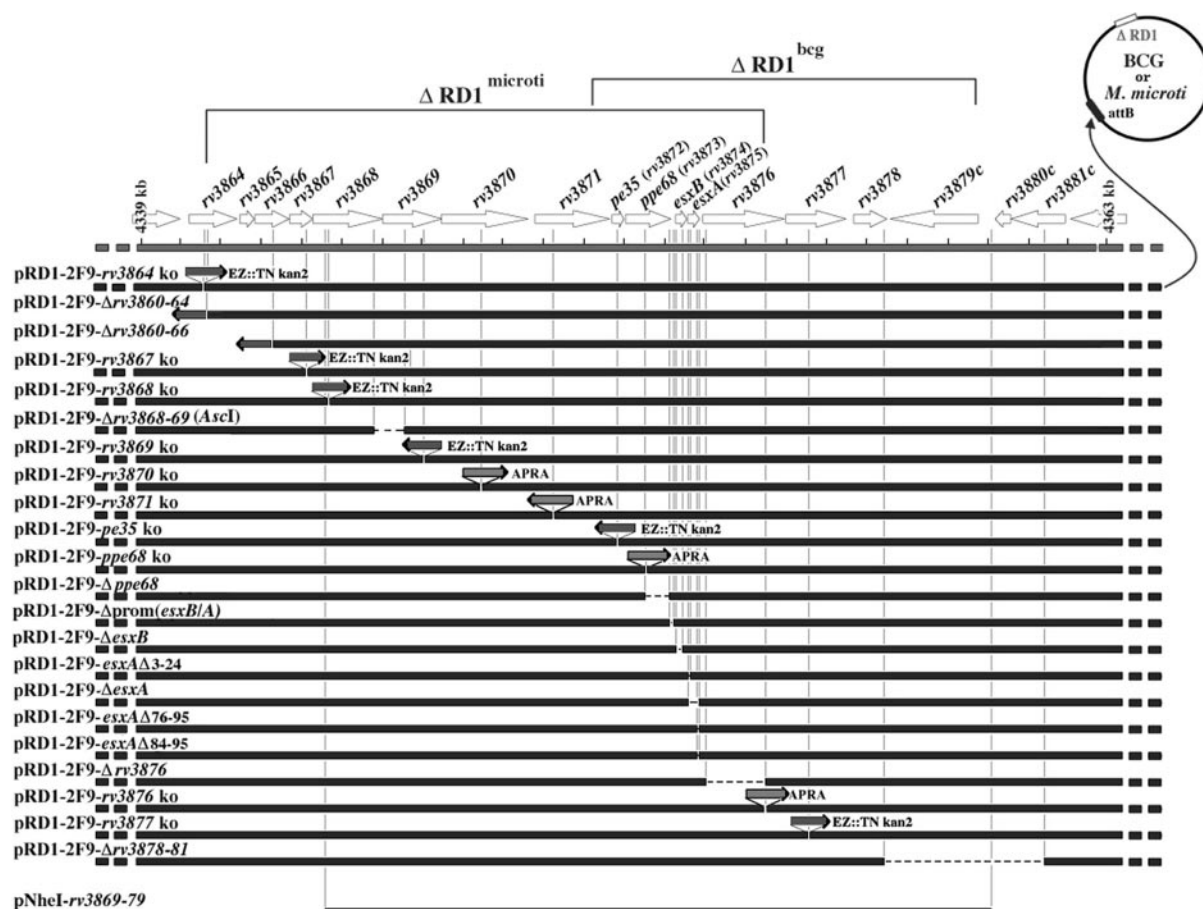 Δ RD1
BCG
or
M. microti
attB
Δ RD1 bcg
Δ RD1 microti
4339 kb
rv3864
rv3865
rv3866
rv3867
rv3868
rv3869
rv3870
rv3871
pe35 (rv3872)
ppe68 (rv3873)
esxB (rv3874)
esxA(rv3875)
rv3876
rv3877
rv3878
rv3879c
rv3880c
rv3881c
4363 kb
pRD1-2F9-rv3864 ko EZ::TN kan2
pRD1-2F9-Δrv3860-64
pRD1-2F9-Δrv3860-66
pRD1-2F9-rv3867 ko EZ::TN kan2
pRD1-2F9-rv3868 ko EZ::TN kan2
pRD1-2F9-Δrv3868-69 (AscI)
pRD1-2F9-rv3869 ko EZ::TN kan2
pRD1-2F9-rv3870 ko APRA
pRD1-2F9-rv3871 ko APRA
pRD1-2F9-pe35 ko EZ::TN kan2
pRD1-2F9-ppe68 ko APRA
pRD1-2F9-Δ ppe68
pRD1-2F9-Δprom(esxB/A)
pRD1-2F9-ΔesxB
pRD1-2F9-esxAΔ3-24
pRD1-2F9-ΔesxA
pRD1-2F9-esxAΔ76-95
pRD1-2F9-esxAΔ84-95
pRD1-2F9-Δ rv3876
pRD1-2F9-rv3876 ko APRA
pRD1-2F9-rv3877 ko EZ::TN kan2
pRD1-2F9-Δrv3878-81
pNheI-rv3869-79